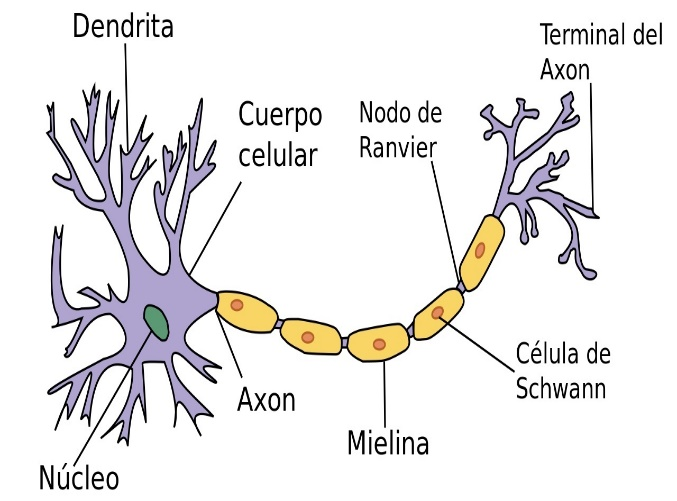 Dendrita
Terminal del
Axon
Cuerpo
celular
Nodo de
Ranvier
Célula de
Schwann
Axon
Mielina
Núcleo